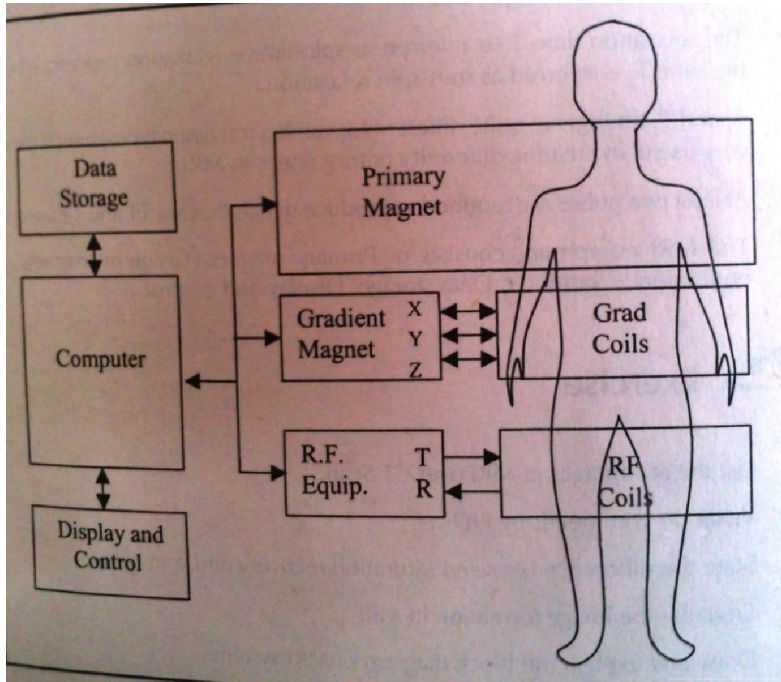 Data
Storage
Primary
Magnet
Gradient
Magnet
X
Y
Z
Grad
Coils
Computer
R.F.
Equip.
T
R
RF
Coils
Display and
Control